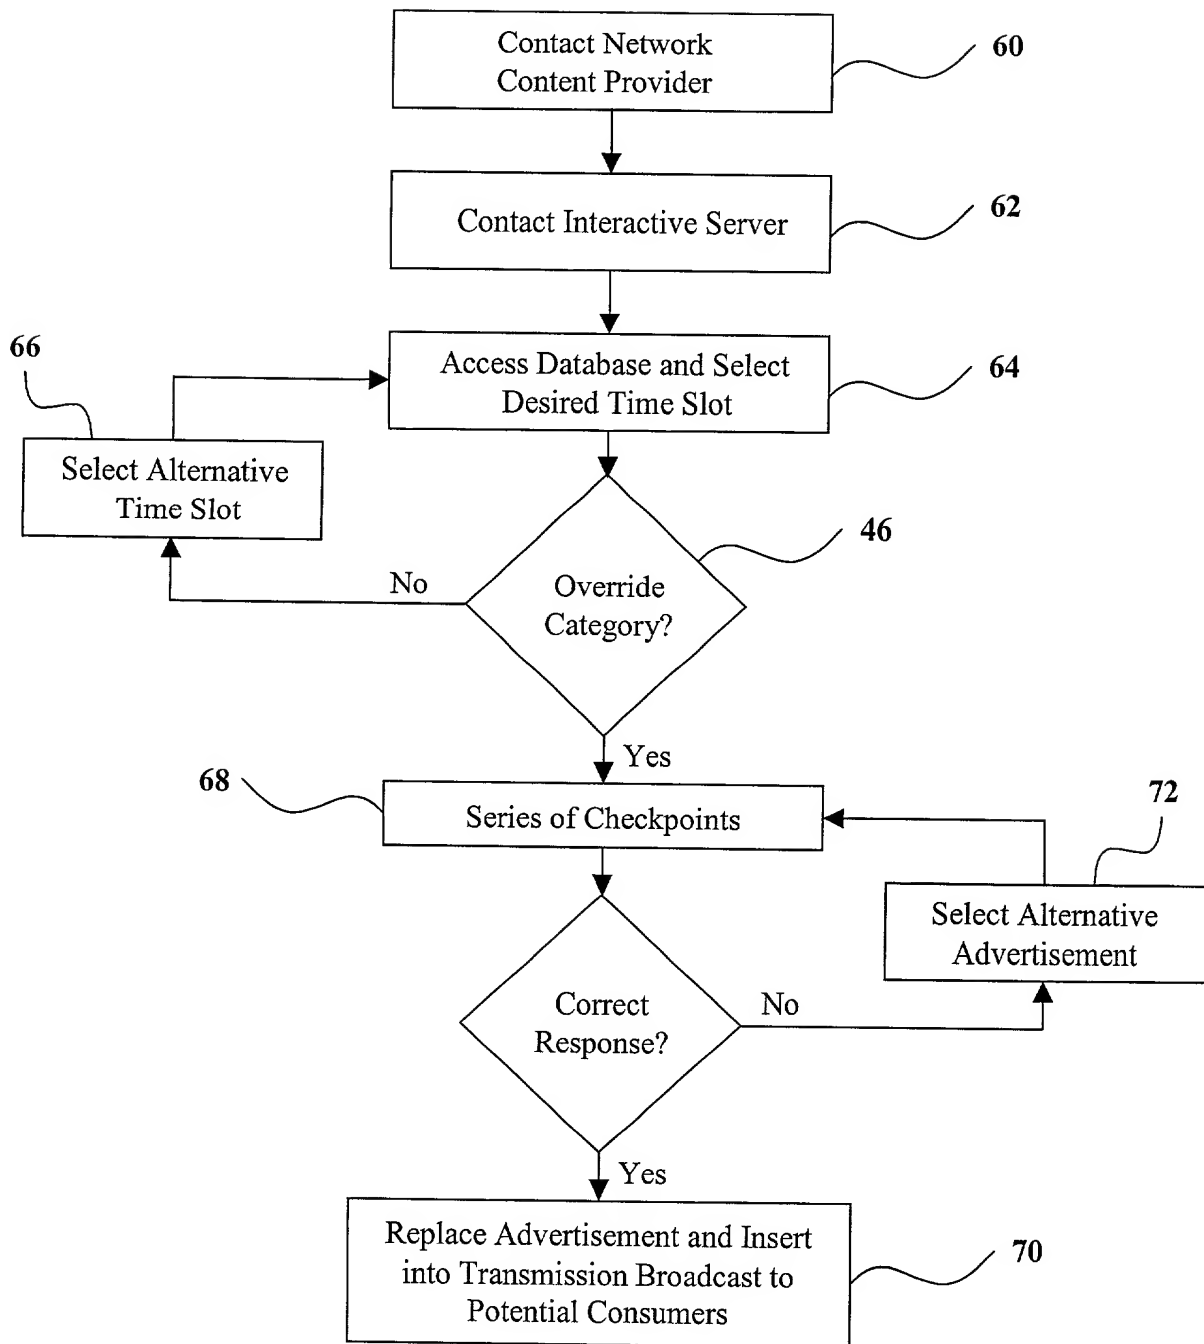 Contact Network
Content Provider
60
Contact Interactive Server
62
Access Database and Select
Desired Time Slot
64
66
Select Alternative
Time Slot
46
Override
Category?
No
Yes
68
Series of Checkpoints
72
Select Alternative
Advertisement
Correct
Response?
No
Yes
Replace Advertisement and Insert
into Transmission Broadcast to
Potential Consumers
70